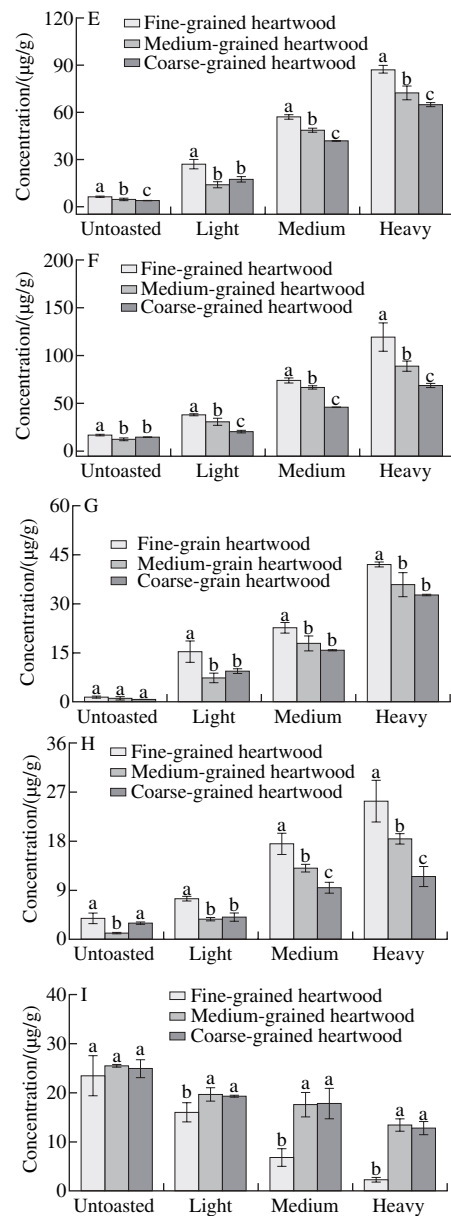 E
Fine-grained heartwood
Medium-grained heartwood
Coarse-grained heartwood
Concentration/(μg/g)
120
90
60
30
0
a b c
a b b
a b c
a b c
Untoasted Light Medium Heavy
F
Fine-grained heartwood
Medium-grained heartwood
Coarse-grained heartwood
Concentration/(μg/g)
200
150
100
50
0
a b b
a b c
a b c
a b c
Untoasted Light Medium Heavy
G
Fine-grain heartwood
Medium-grain heartwood
Coarse-grain heartwood
Concentration/(μg/g)
60
45
30
15
0
a a a
a b b
a b b
a b b
Untoasted Light Medium Heavy
H
Fine-grained heartwood
Medium-grained heartwood
Coarse-grained heartwood
Concentration/(μg/g)
36
27
18
9
0
a b a
a b b
a b c
a b c
Untoasted Light Medium Heavy
I
Fine-grained heartwood
Medium-grained heartwood
Coarse-grained heartwood
Concentration/(μg/g)
40
30
20
10
0
a a a
b a a
b a a
b a a
Untoasted Light Medium Heavy